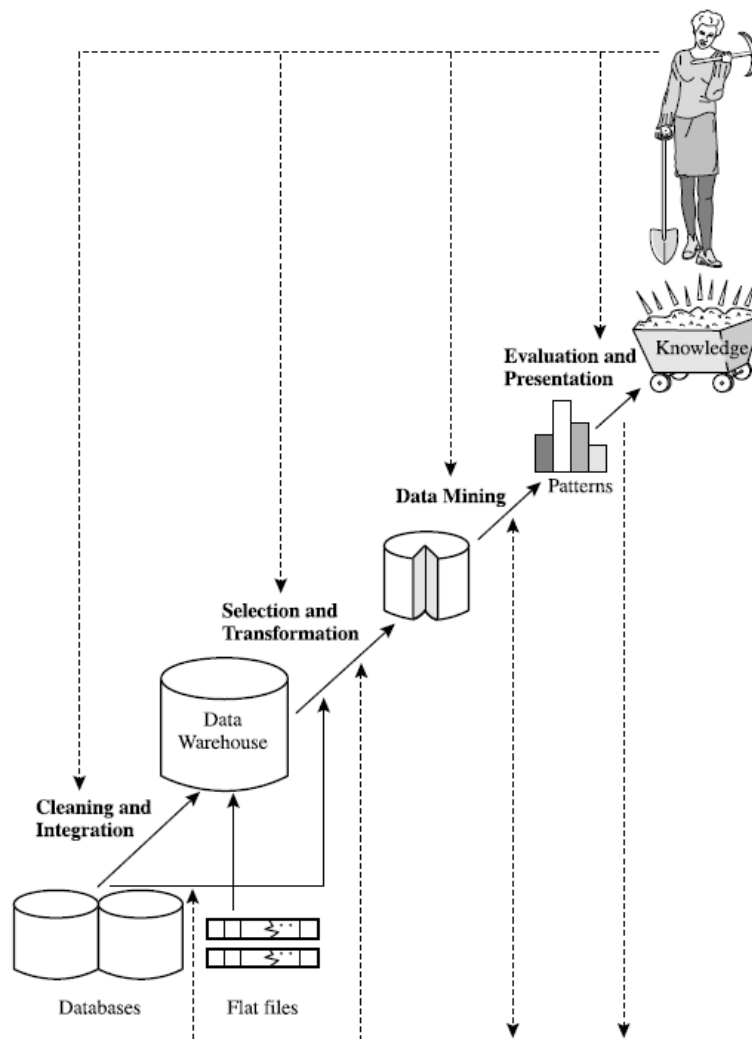 Knowledge
Evaluation and
Presentation
Patterns
Data Mining
Selection and
Transformation
Data
Warehouse
Cleaning and
Integration
Databases
Flat files